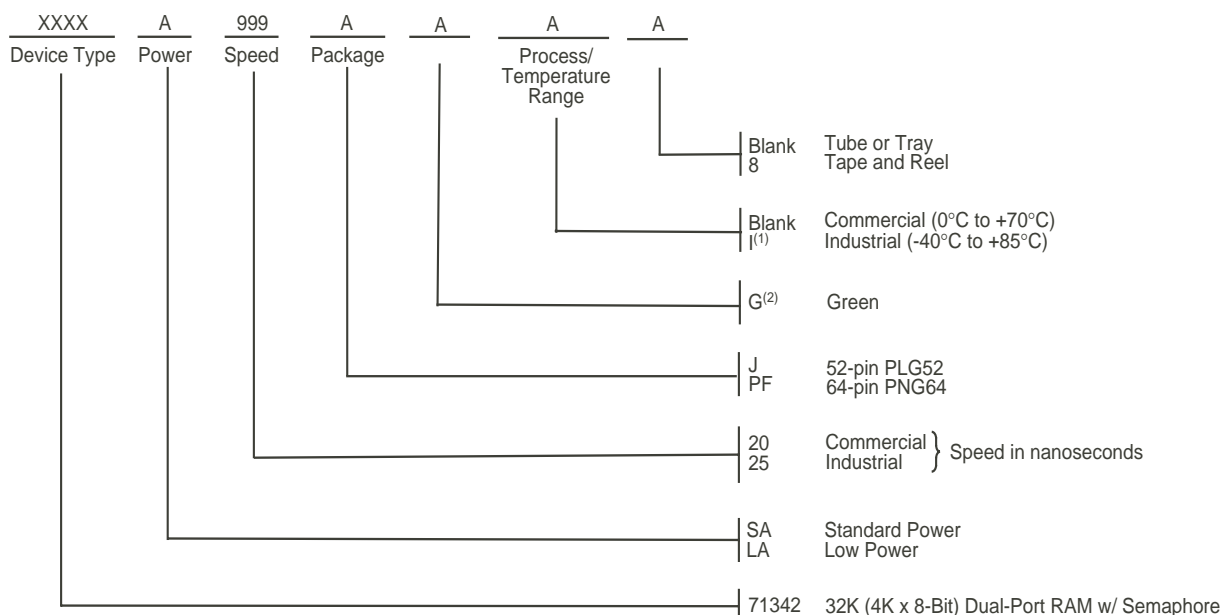 XXXX A 999 A A A A
Device Type Power Speed Package Process/
Temperature
Range
Blank Tube or Tray
8 Tape and Reel
Blank Commercial (0°C to +70°C)
I(1) Industrial (-40°C to +85°C)
G(2) Green
J 52-pin PLG52
PF 64-pin PNG64
20 Commercial
25 Industrial
} Speed in nanoseconds
SA Standard Power
LA Low Power
71342 32K (4K x 8-Bit) Dual-Port RAM w/ Semaphore